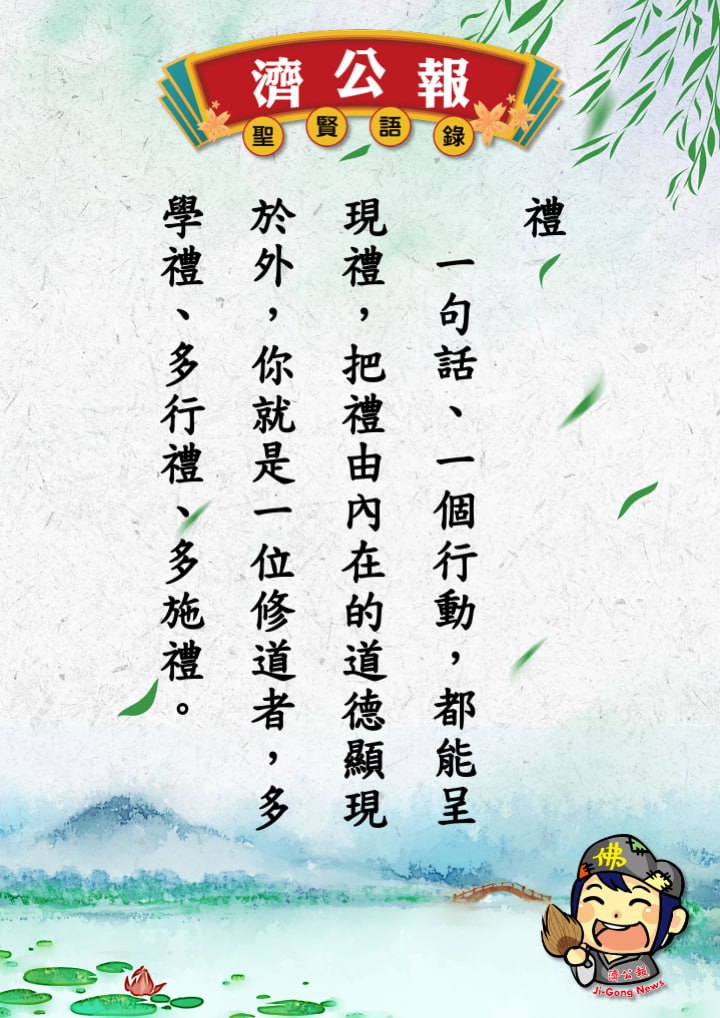 濟公報
聖賢語錄
禮
一句話、一個行動，都能呈
現禮，把禮由內在的道德顯現
於外，你就是一位修道者，多
學禮、多行禮、多施禮。
佛
濟公報
Ji-Gong News